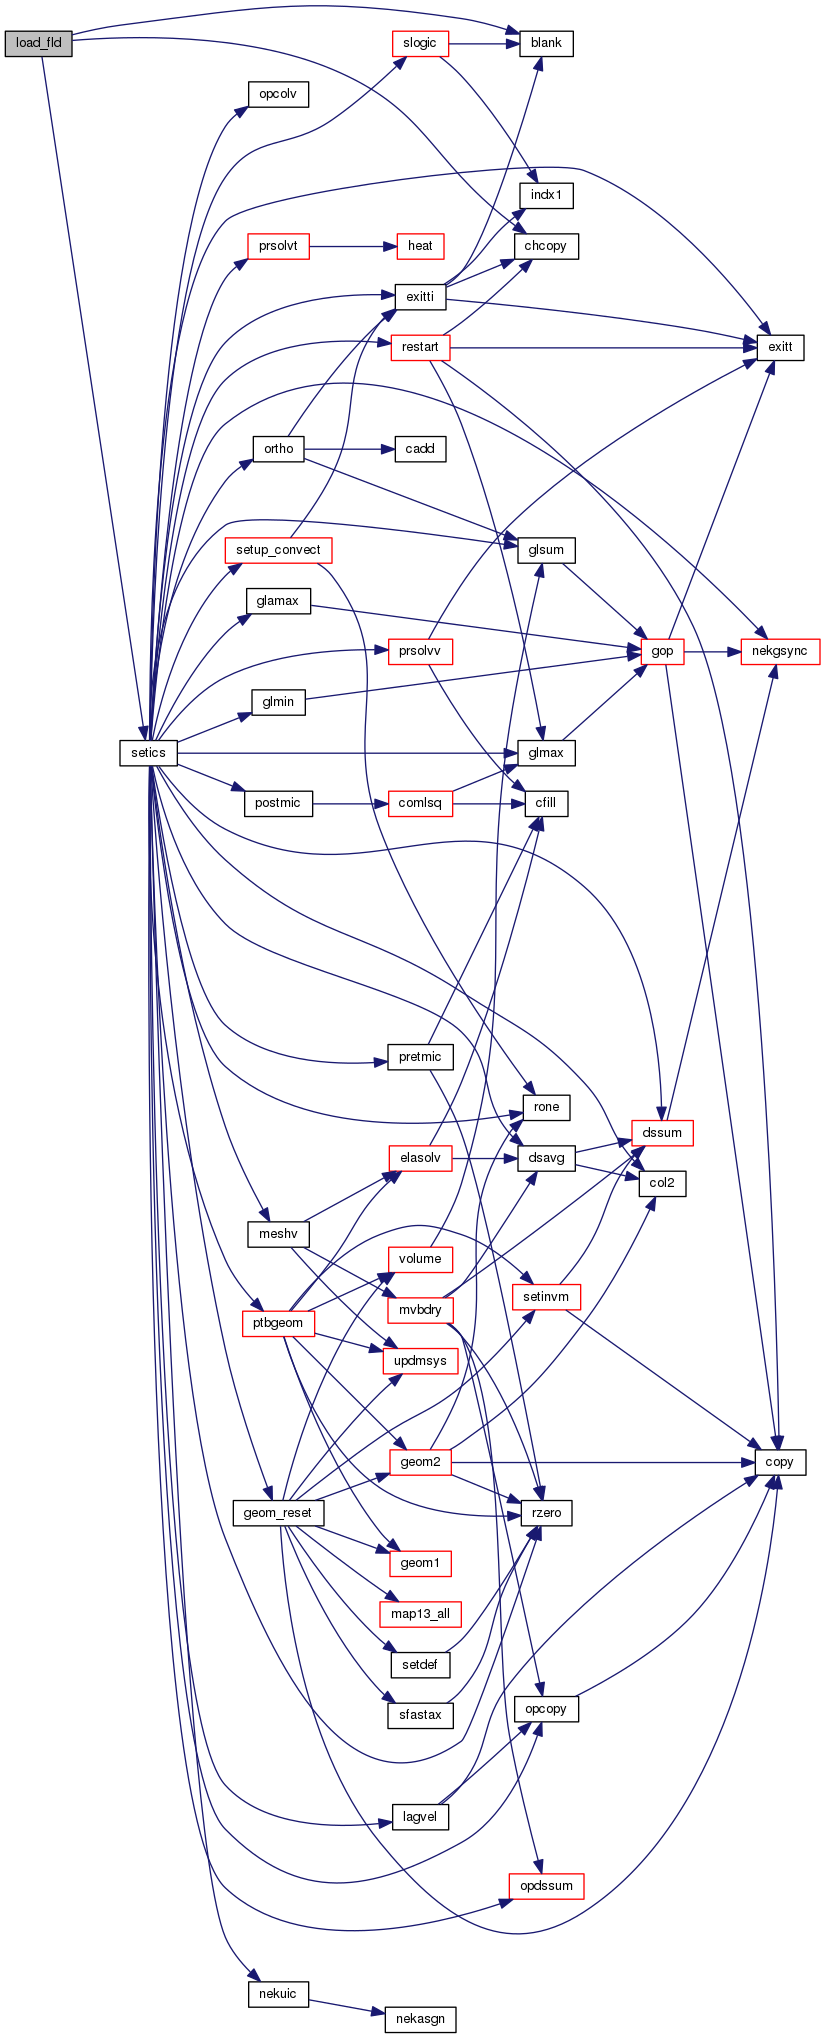 load_fld
slogic
blank
opcolv
indx1
prsolvt
heat
chcopy
exitti
restart
exitt
ortho
cadd
setup_convect
glsum
glamax
prsolvv
gop
nekgsync
glmin
setics
glmax
postmic
comlsq
cfill
pretmic
rone
dssum
elasolv
dsavg
col2
meshv
volume
setinvm
mvbdry
ptbgeom
updmsys
geom2
copy
geom_reset
rzero
geom1
map13_all
setdef
sfastax
opcopy
lagvel
opdssum
nekuic
nekasgn